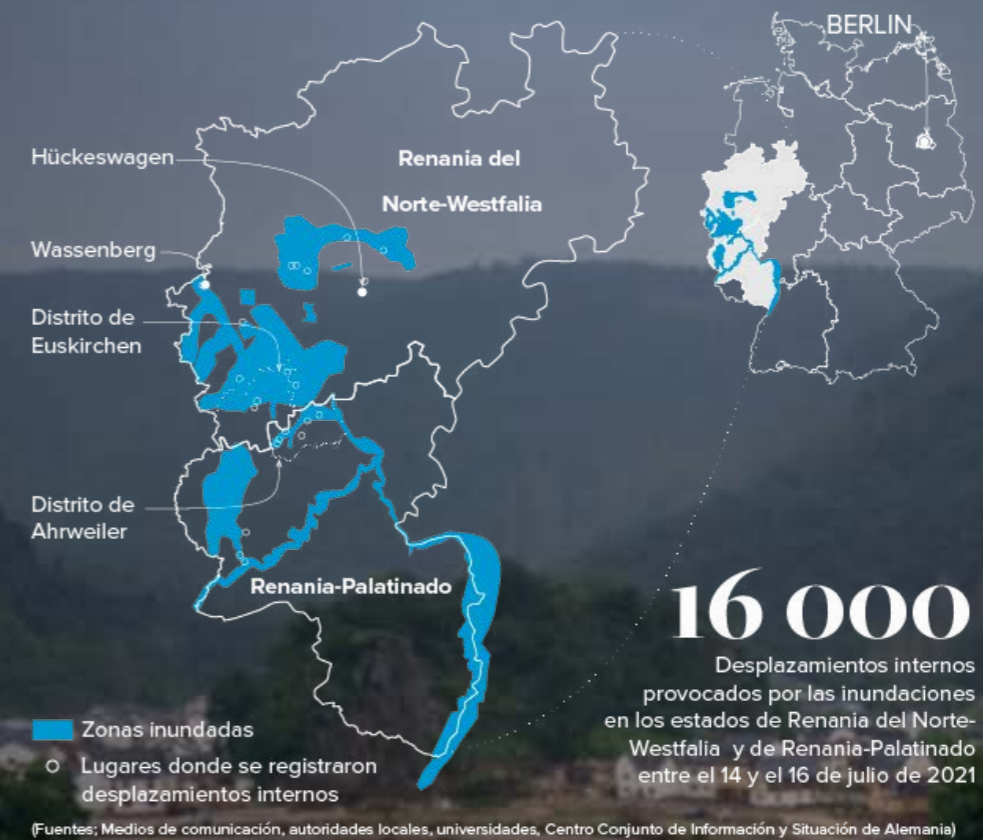 BERLIN
Hückeswagen
Renania del
Norte-Westfalia
Wassenberg
Distrito de
Euskirchen
Distrito de
Ahrweiler
Renania-Palatinado
16 000
Desplazamientos internos
provocados por las inundaciones
en los estados de Renania del Norte-
Westfalia y de Renania-Palatinado
entre el 14 y el 16 de julio de 2021
Zonas inundadas
Lugares donde se registraron
desplazamientos internos
(Fuentes; Medios de comunicación, autoridades locales, universidades, Centro Conjunto de Información y Situación de Alemania)